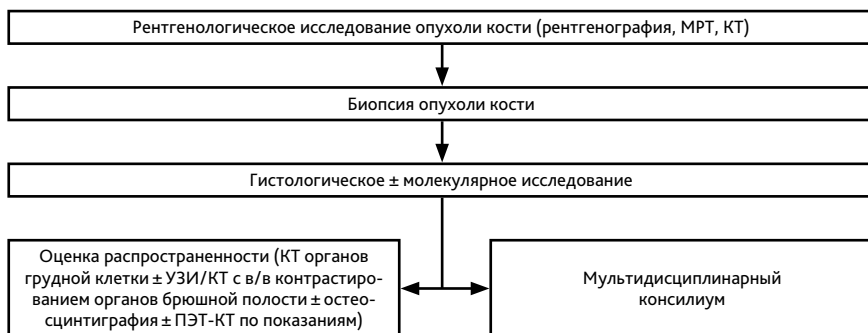 Рентгенологическое исследование опухоли кости (рентгенография, МРТ, КТ)
Биопсия опухоли кости
Гистологическое ± молекулярное исследование
Оценка распространенности (КТ органов
грудной клетки ± УЗИ/КТ с в/в контрастиро-
ванием органов брюшной полости ± остео-
сцинтиграфия ± ПЭТ-КТ по показаниям)
Мультидисциплинарный
консилиум